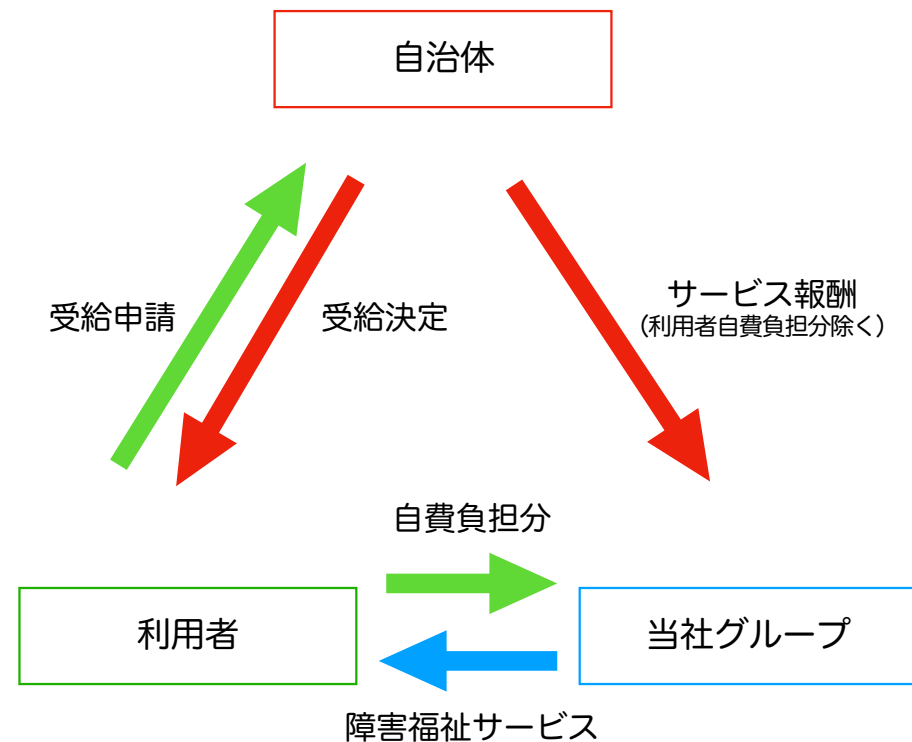 自治体
受給申請
受給決定
サービス報酬
(利用者自費負担分除く)
自費負担分
利用者
当社グループ
障害福祉サービス